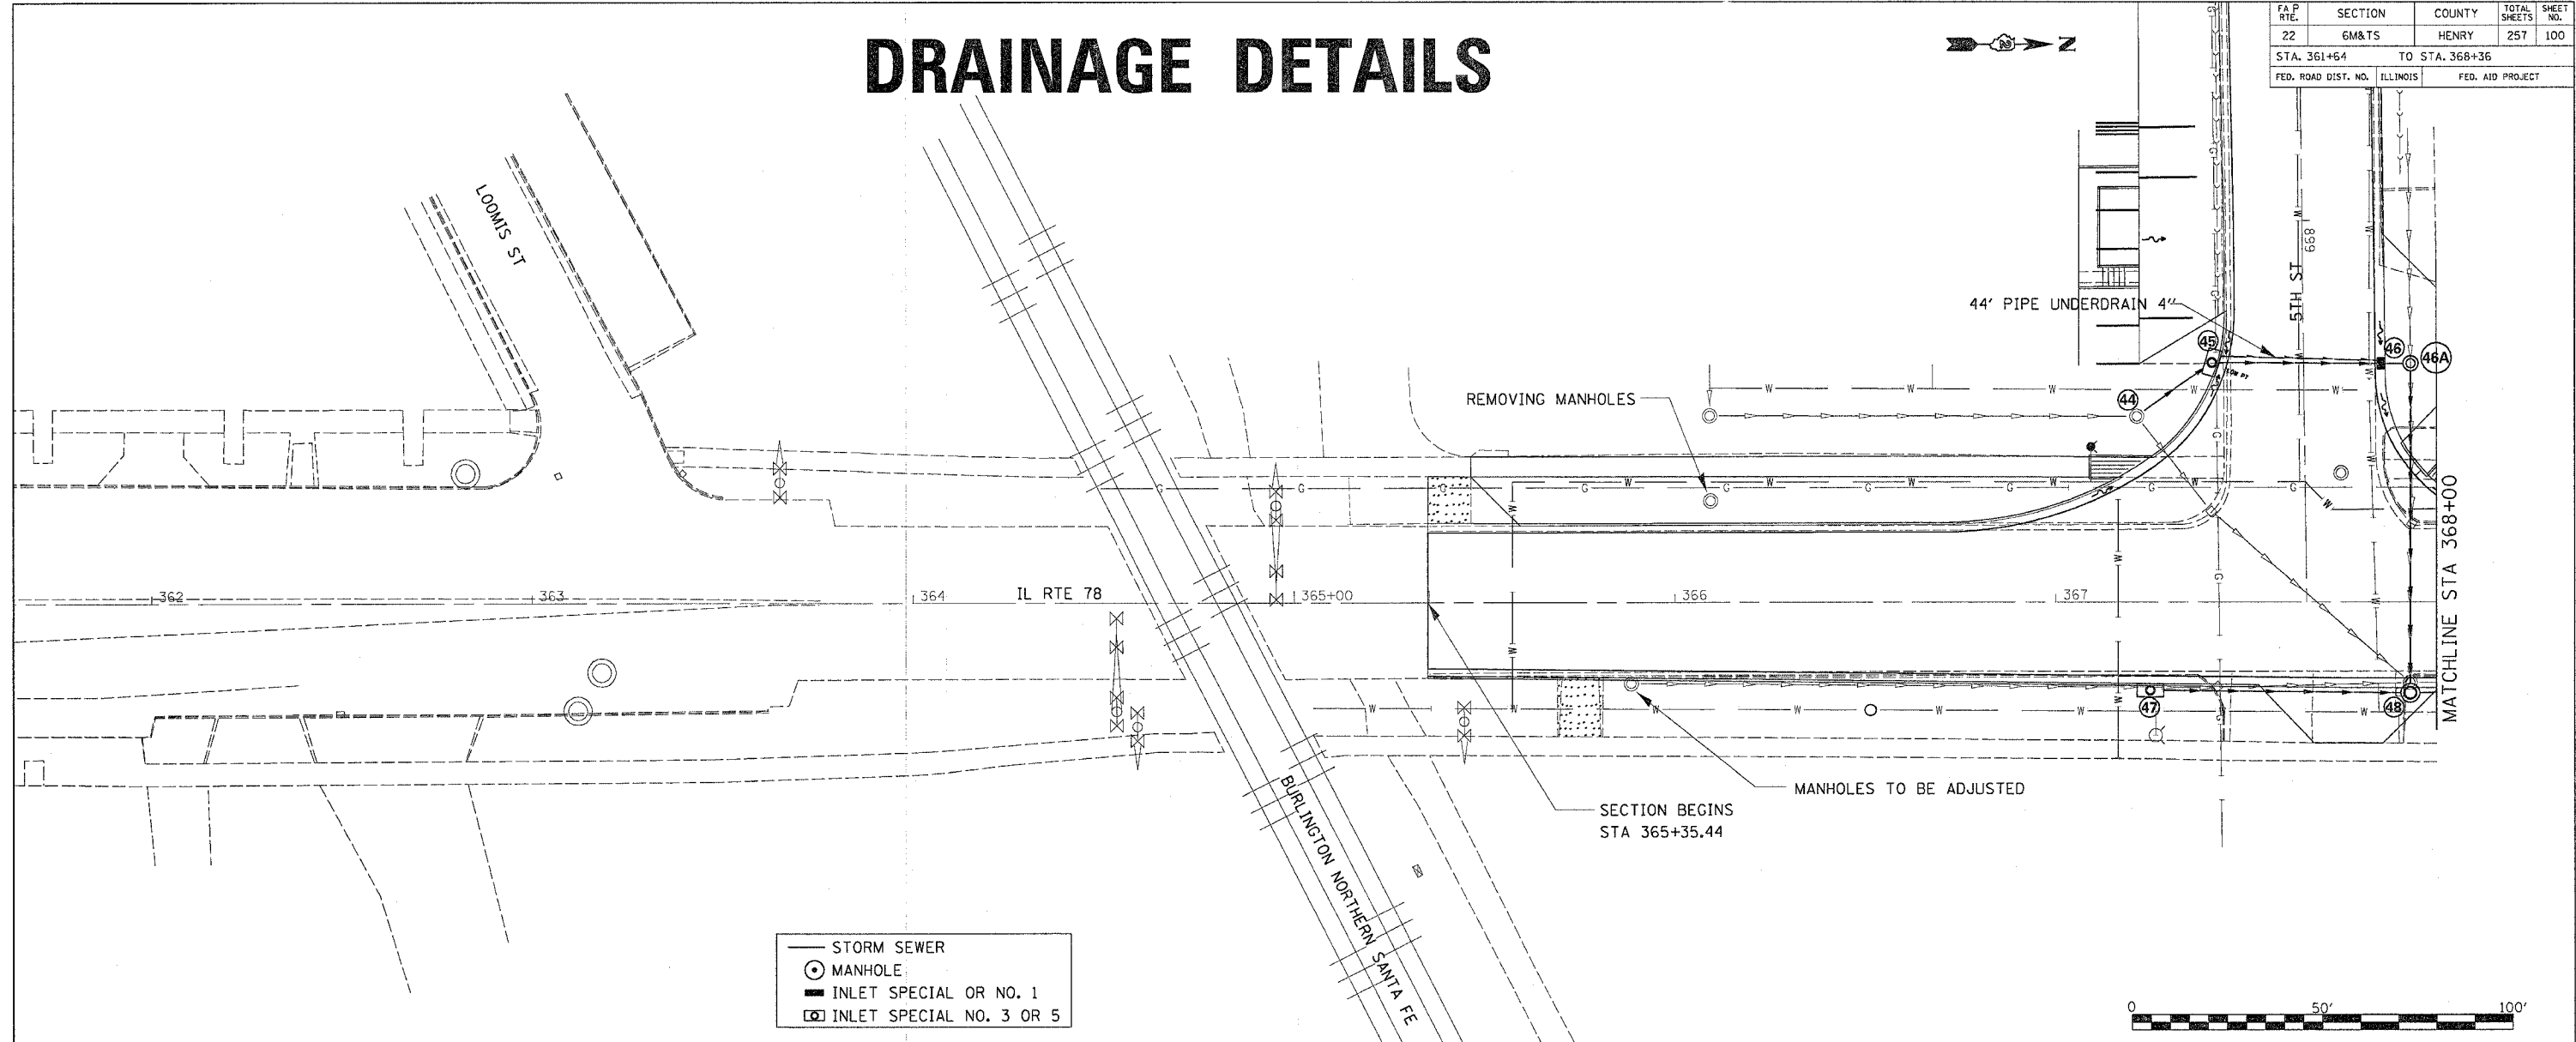 DRAINAGE DETAILS
N
FA P RTE. SECTION COUNTY TOTAL SHEETS SHEET NO.
22 6M&TS HENRY 257 100
STA. 361+64 TO STA. 368+36
FED. ROAD DIST. NO. ILLINOIS FED. AID PROJECT
LOOMIS ST
899
5TH ST
44' PIPE UNDERDRAIN 4"
45
46
46A
LOW PT
REMOVING MANHOLES
44
MATCHLINE STA 368+00
362
363
364
IL RTE 78
365+00
366
367
47
48
MANHOLES TO BE ADJUSTED
SECTION BEGINS
STA 365+35.44
BURLINGTON NORTHERN SANTA FE
STORM SEWER
MANHOLE
INLET SPECIAL OR NO. 1
INLET SPECIAL NO. 3 OR 5
0 50' 100'